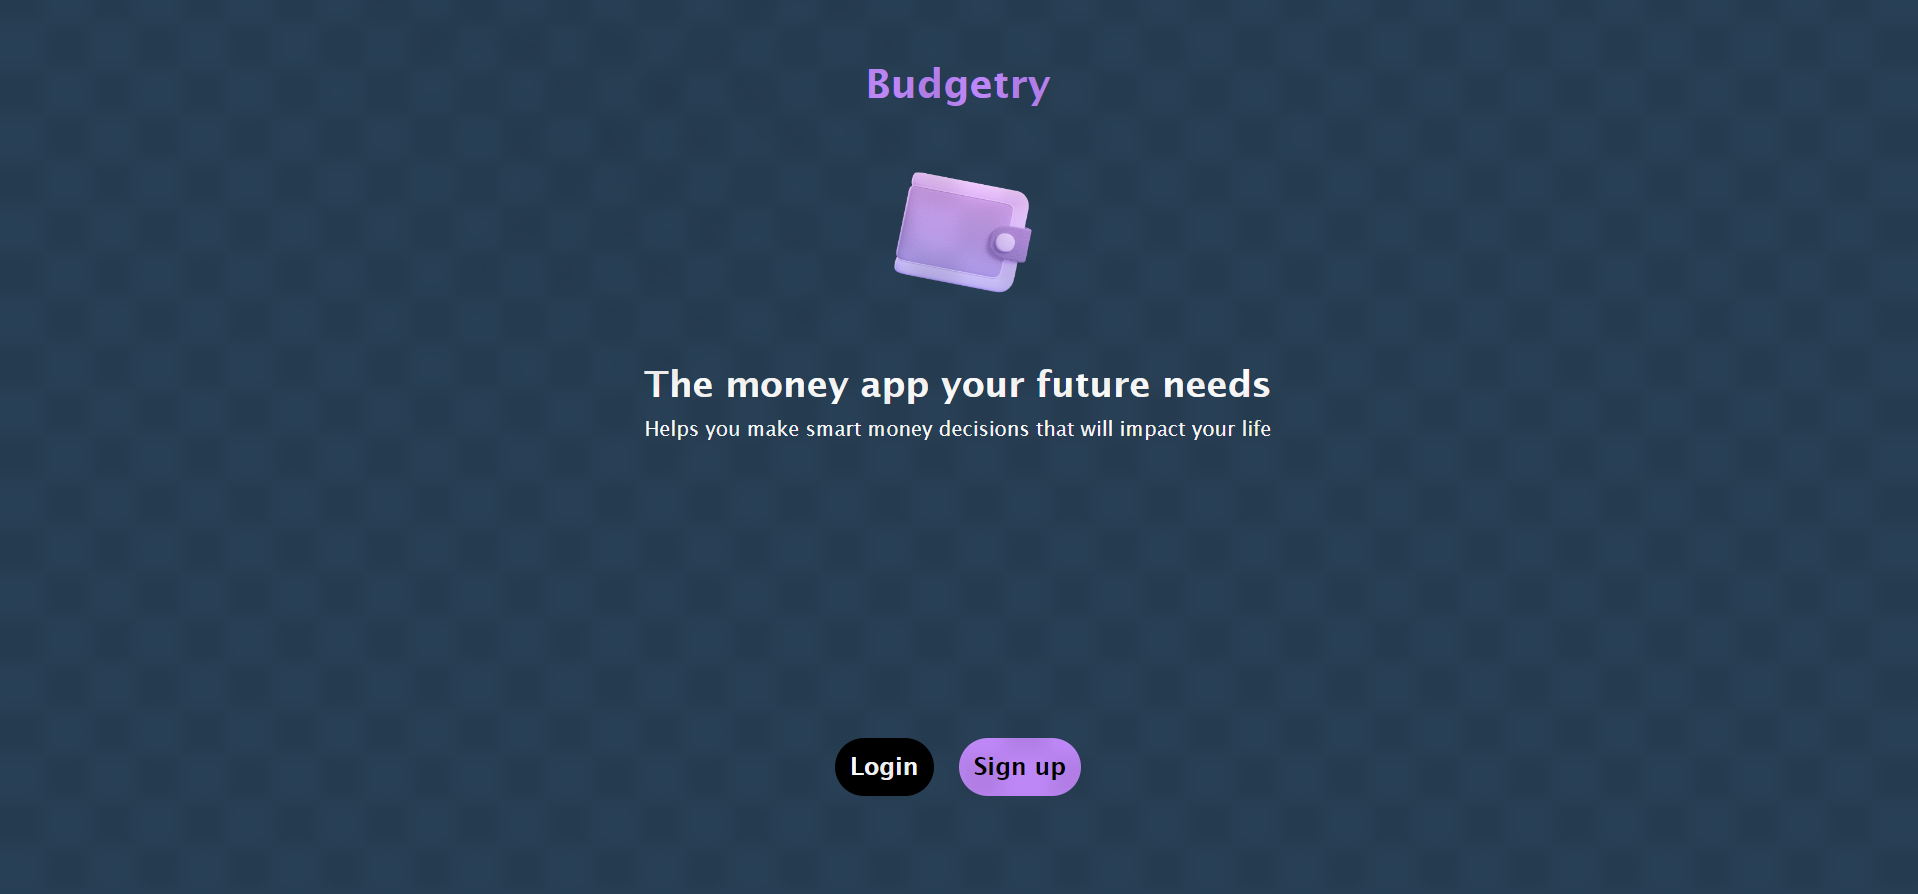 Budgetry
The money app your future needs
Helps you make smart money decisions that will impact your life
Login
Sign up